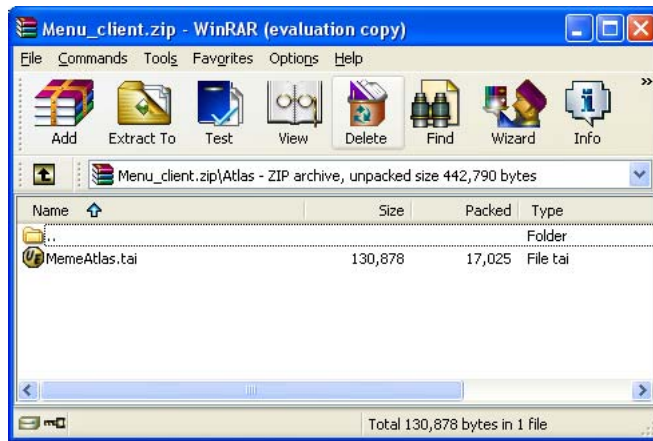 Menu_client.zip - WinRAR (evaluation copy)
File Commands Tools Favorites Options Help
Add Extract To Test View Delete Find Wizard Info »
Menu_client.zip\Atlas - ZIP archive, unpacked size 442,790 bytes
Name Size Packed Type
.. Folder
MemeAtlas.tai 130,878 17,025 File tai
Total 130,878 bytes in 1 file